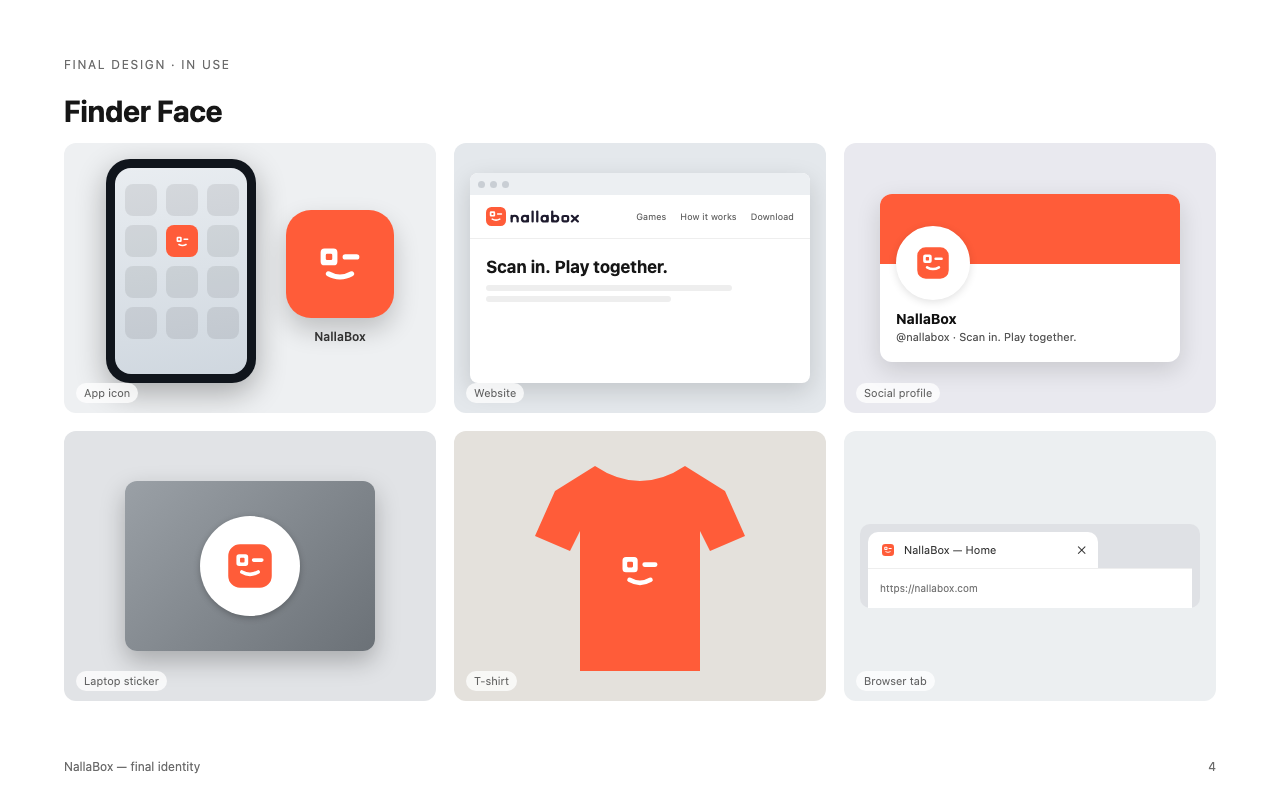 FINAL DESIGN · IN USE
Finder Face
NallaBox
App icon
nallabox
Games How it works Download
Scan in. Play together.
Website
NallaBox
@nallabox · Scan in. Play together.
Social profile
Laptop sticker
T-shirt
NallaBox — Home ×
https://nallabox.com
Browser tab
NallaBox — final identity
4